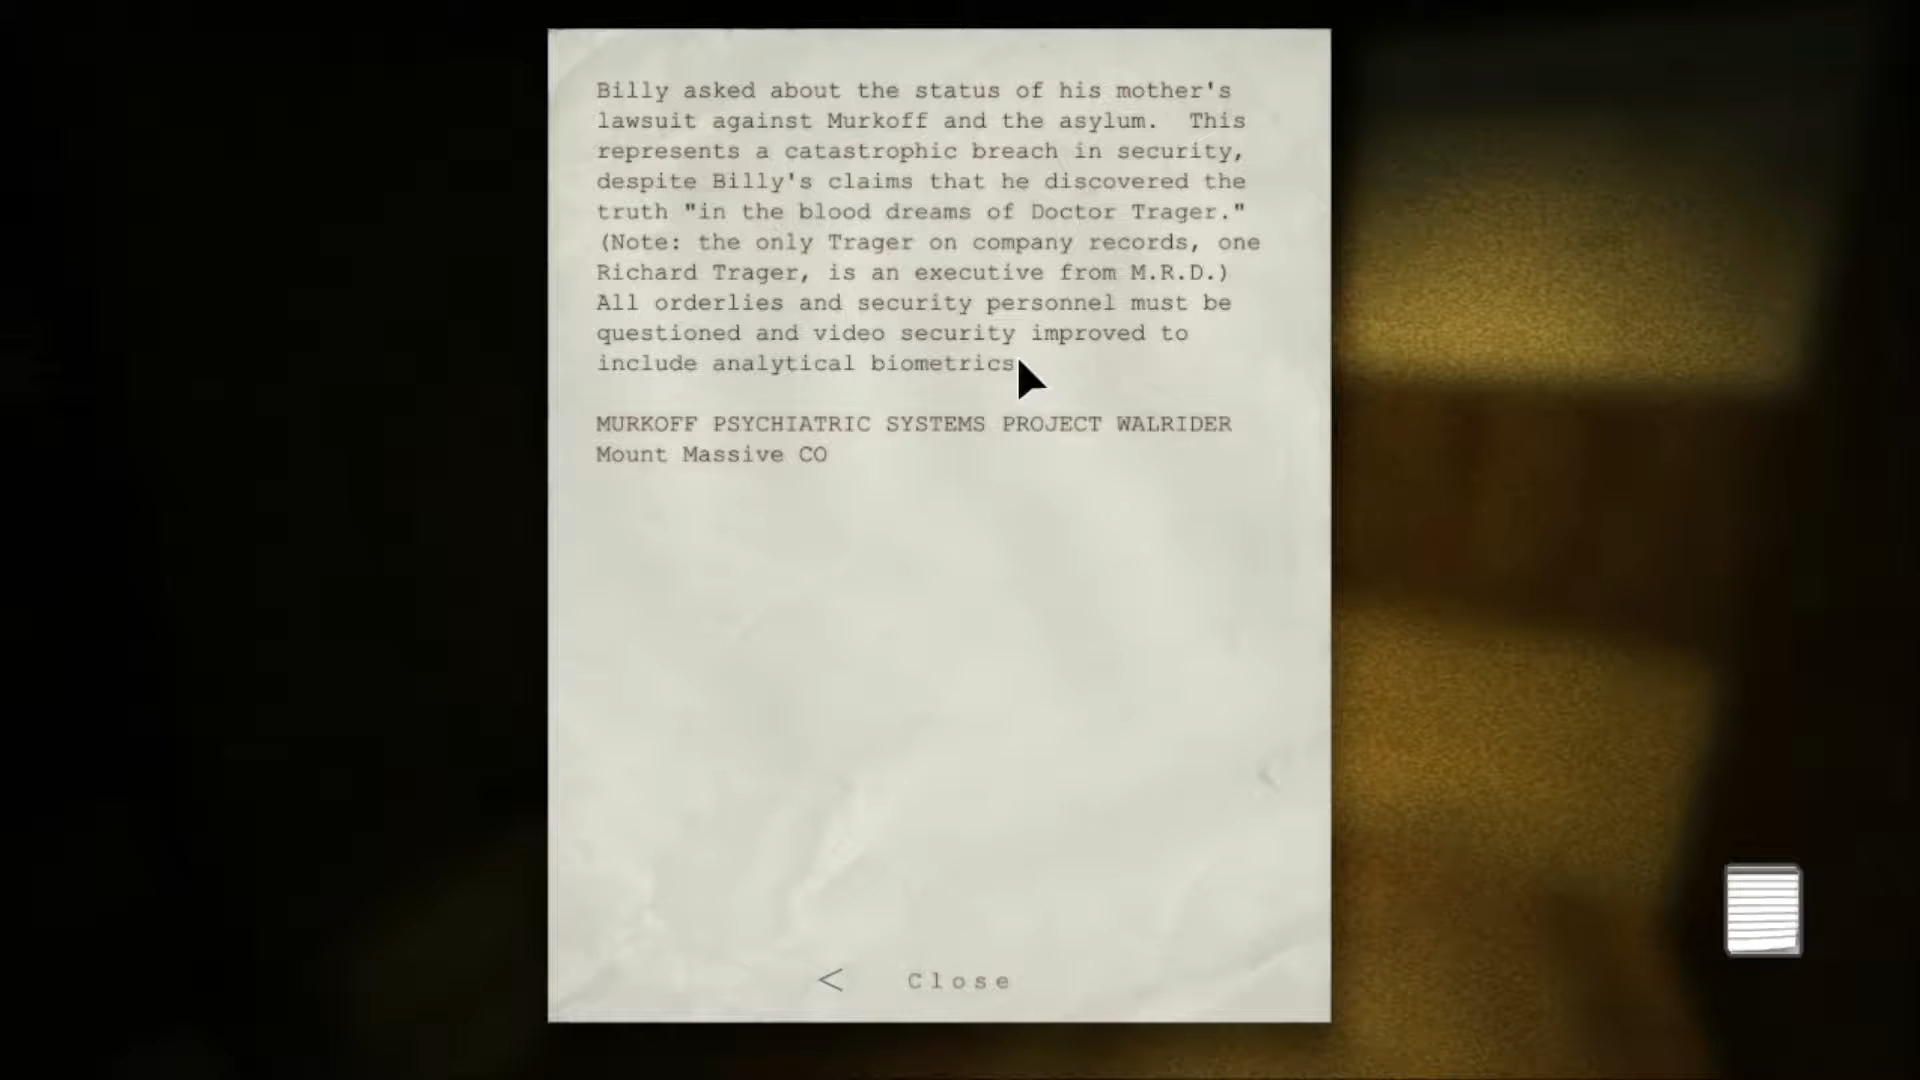 Billy asked about the status of his mother's
lawsuit against Murkoff and the asylum.  This
represents a catastrophic breach in security,
despite Billy's claims that he discovered the
truth "in the blood dreams of Doctor Trager."
(Note: the only Trager on company records, one
Richard Trager, is an executive from M.R.D.)
All orderlies and security personnel must be
questioned and video security improved to
include analytical biometrics
MURKOFF PSYCHIATRIC SYSTEMS PROJECT WALRIDER
Mount Massive CO
< Close